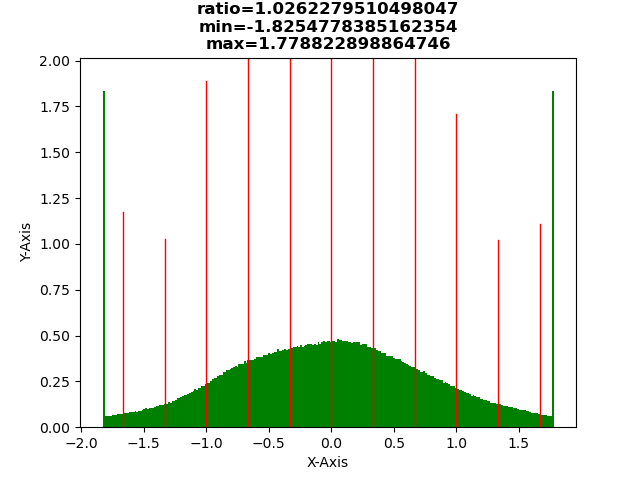 ratio=1.0262279510498047
min=-1.8254778385162354
max=1.778822898864746
2.00
1.75
1.50
1.25
1.00
0.75
0.50
0.25
0.00
Y-Axis
−2.0 −1.5 −1.0 −0.5 0.0 0.5 1.0 1.5
X-Axis